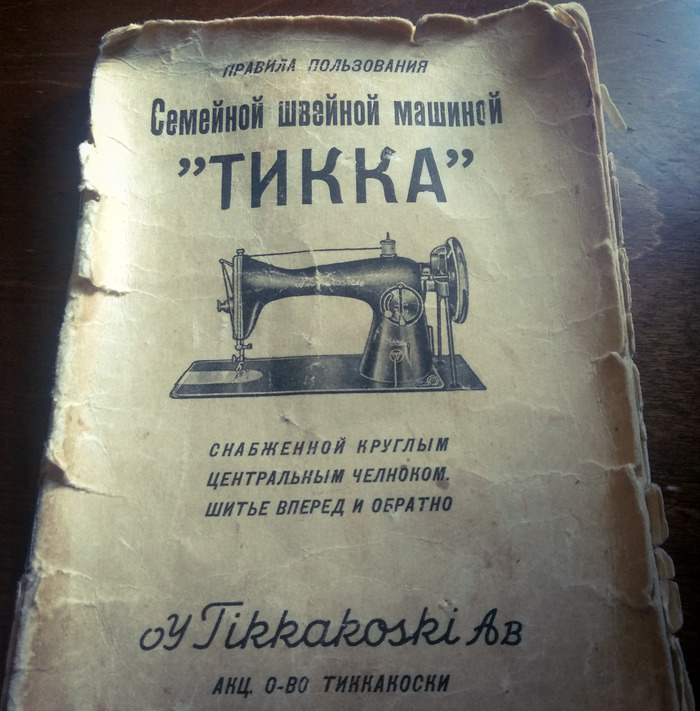 ПРАВИЛА ПОЛЬЗОВАНИЯ
Семейной швейной машиной
"ТИККА"
СНАБЖЕННОЙ КРУГЛЫМ
ЦЕНТРАЛЬНЫМ ЧЕЛНОКОМ.
ШИТЬЕ ВПЕРЕД И ОБРАТНО
OY Tikkakoski AB
АКЦ. О-ВО ТИККАКОСКИ